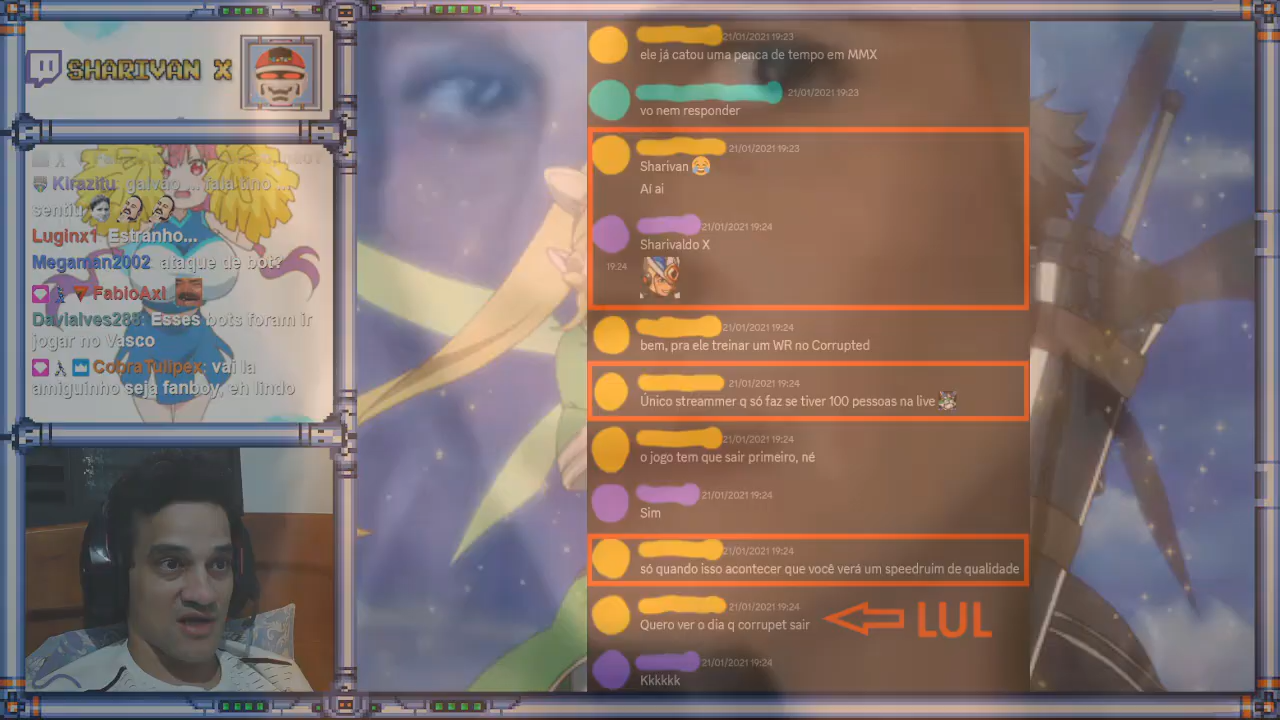 SHARIVAN X
Kirazitu galvão ... fala tino ...
sentiu
Luginx1 Estranho...
Megaman2002 ataque de bot?
FabioAxl
Davialves285: Esses bots foram ir
jogar no Vasco
CobraTulipex: vai la
amiguinho seja fanboy, eh lindo
21/01/2021 19:23
ele já catou uma penca de tempo em MMX
21/01/2021 19:23
vo nem responder
21/01/2021 19:23
Sharivan 😂
Aí ai
21/01/2021 19:24
Sharivaldo X
19:24
21/01/2021 19:24
bem, pra ele treinar um WR no Corrupted
21/01/2021 19:24
Único streammer q só faz se tiver 100 pessoas na live
21/01/2021 19:24
o jogo tem que sair primeiro, né
21/01/2021 19:24
Sim
21/01/2021 19:24
só quando isso acontecer que você verá um speedruim de qualidade
21/01/2021 19:24
Quero ver o dia q corrupet sair
LUL
21/01/2021 19:24
Kkkkkk